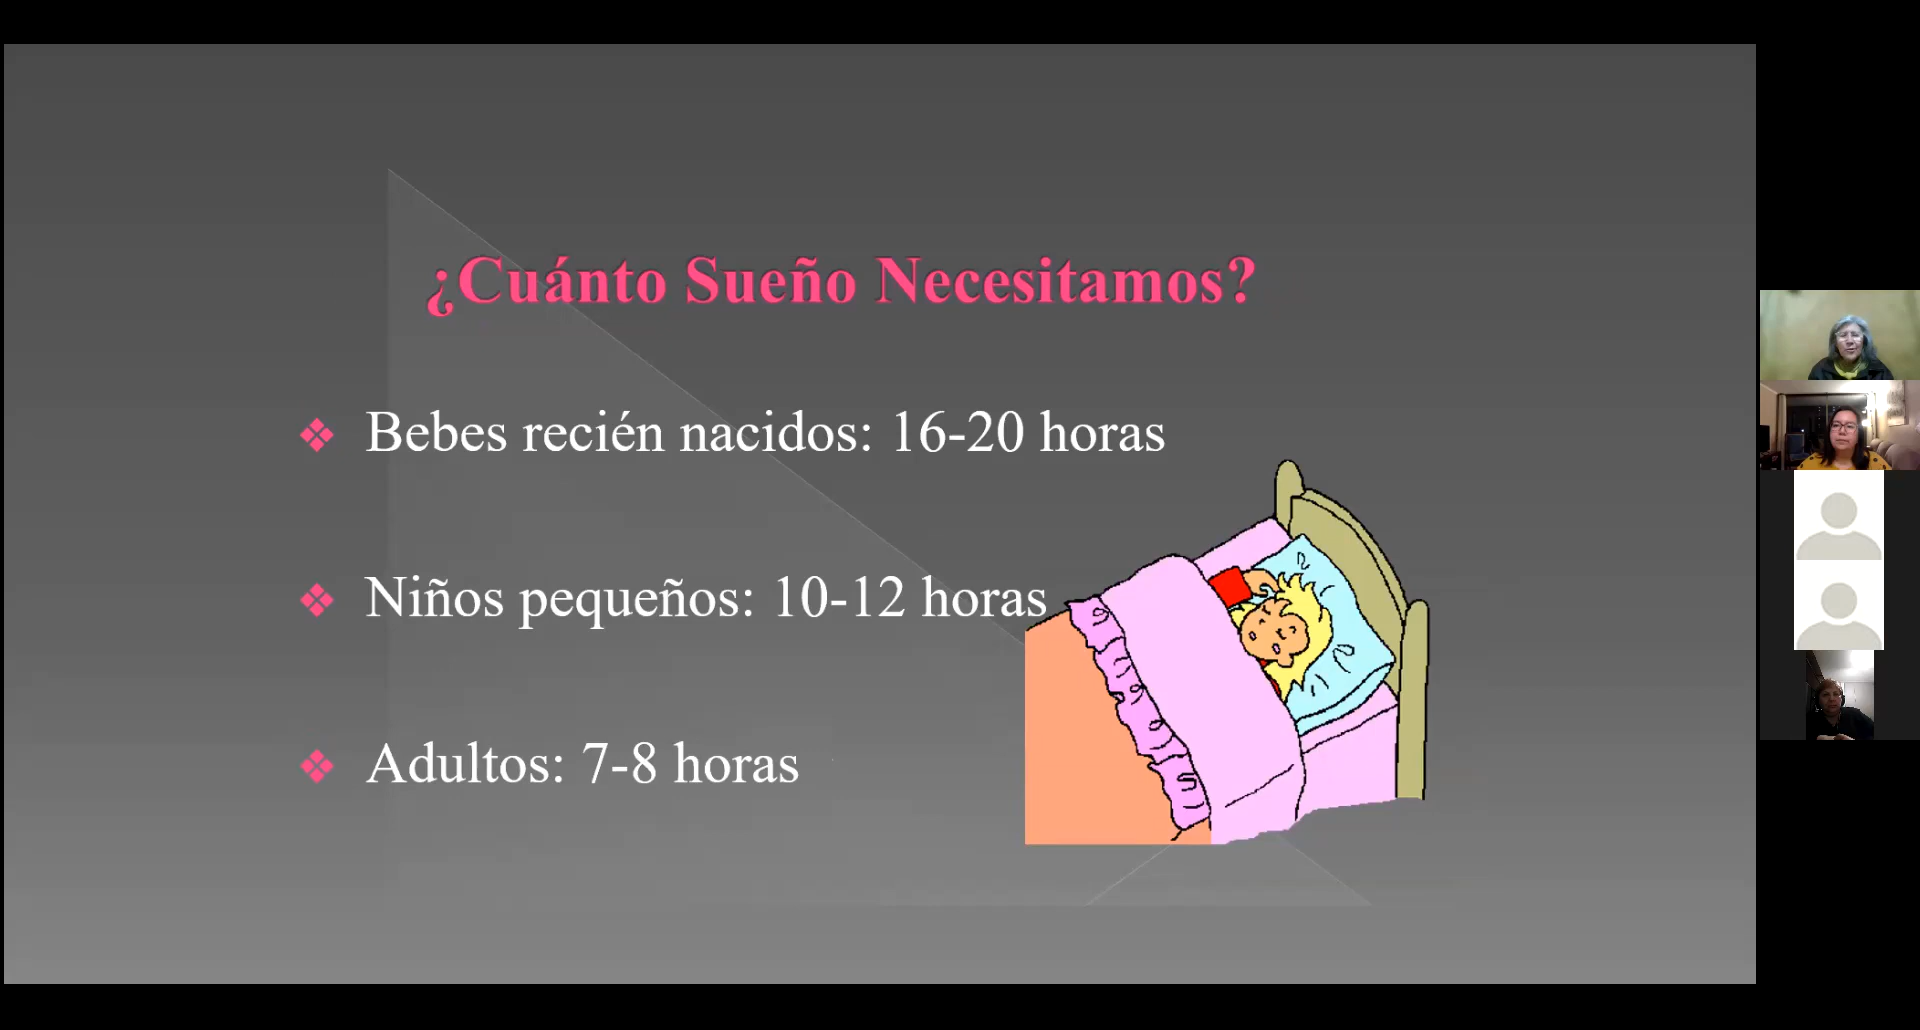 ¿Cuánto Sueño Necesitamos?
Bebes recién nacidos: 16-20 horas
Niños pequeños: 10-12 horas
Adultos: 7-8 horas